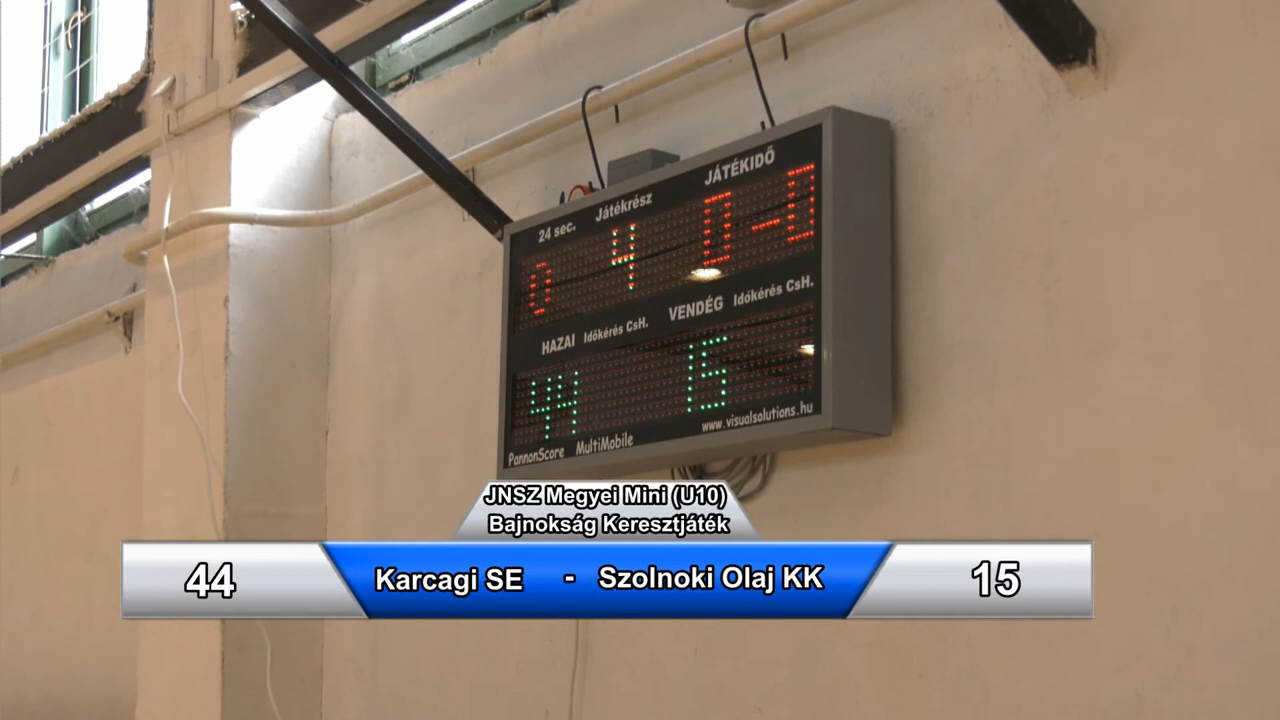 JÁTÉKIDŐ
24 sec. Játékrész
0 4 0-0
HAZAI Időkérés CsH. VENDÉG Időkérés CsH.
44 15
PannonScore MultiMobile www.visualsolutions.hu
JNSZ Megyei Mini (U10)
Bajnokság Keresztjáték
44 Karcagi SE - Szolnoki Olaj KK 15